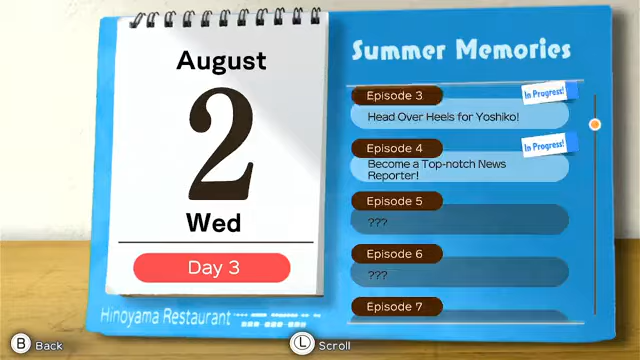 August
2
Wed
Day 3
Hinoyama Restaurant
Summer Memories
Episode 3
In Progress!
Head Over Heels for Yoshiko!
Episode 4
In Progress!
Become a Top-notch News
Reporter!
Episode 5
???
Episode 6
???
Episode 7
B Back
L Scroll